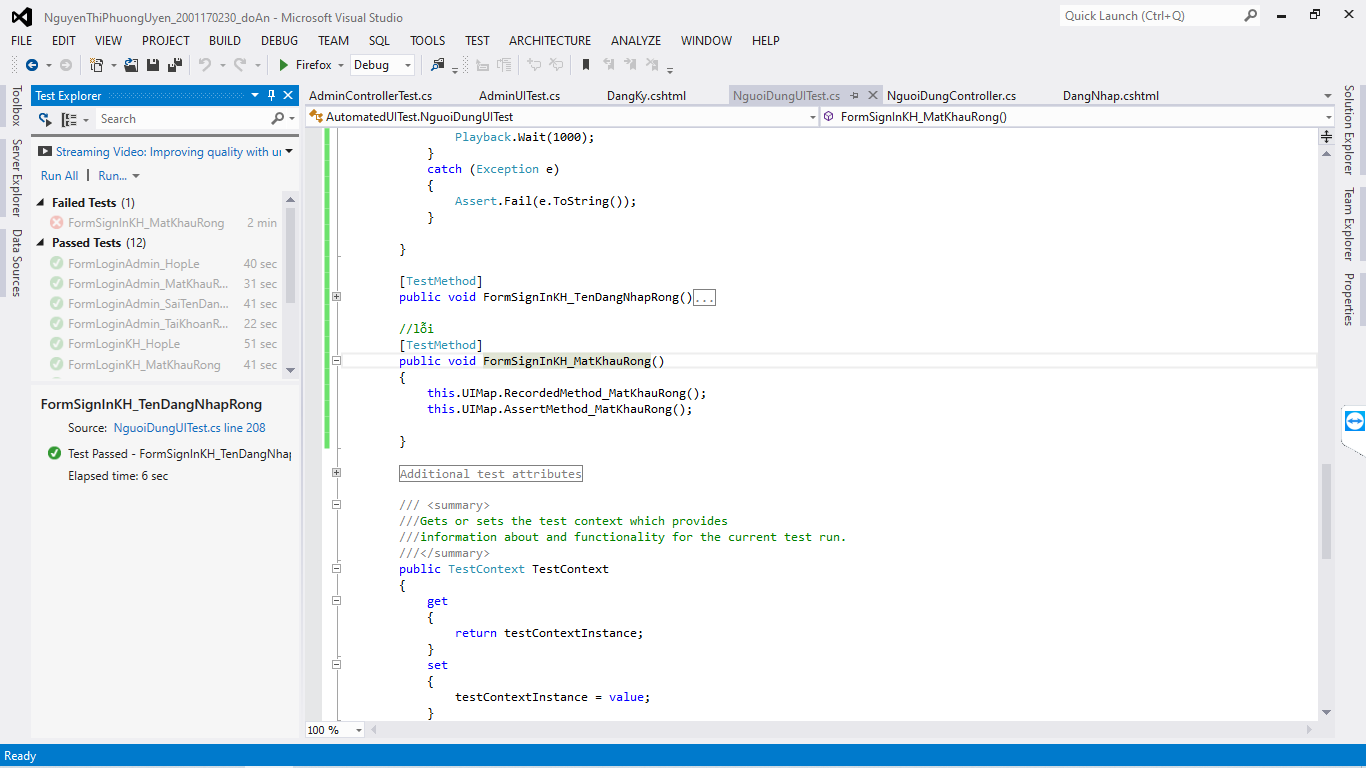 NguyenThiPhuongUyen_2001170230_doAn - Microsoft Visual Studio
Quick Launch (Ctrl+Q)
FILE EDIT VIEW PROJECT BUILD DEBUG TEAM SQL TOOLS TEST ARCHITECTURE ANALYZE WINDOW HELP
Firefox Debug
Toolbox
Server Explorer
Data Sources
Test Explorer
Search
Streaming Video: Improving quality with ui
Run All | Run...
Failed Tests (1)
FormSignInKH_MatKhauRong 2 min
Passed Tests (12)
FormLoginAdmin_HopLe 40 sec
FormLoginAdmin_MatKhauR... 31 sec
FormLoginAdmin_SaiTenDan... 41 sec
FormLoginAdmin_TaiKhoanR... 22 sec
FormLoginKH_HopLe 51 sec
FormLoginKH_MatKhauRong 41 sec
FormSignInKH_TenDangNhapRong
Source: NguoiDungUITest.cs line 208
Test Passed - FormSignInKH_TenDangNhap
Elapsed time: 6 sec
AdminControllerTest.cs AdminUITest.cs DangKy.cshtml NguoiDungUITest.cs NguoiDungController.cs DangNhap.cshtml
AutomatedUITest.NguoiDungUITest FormSignInKH_MatKhauRong()
Playback.Wait(1000);
}
catch (Exception e)
{
Assert.Fail(e.ToString());
}
}
[TestMethod]
public void FormSignInKH_TenDangNhapRong()...
//lỗi
[TestMethod]
public void FormSignInKH_MatKhauRong()
{
this.UIMap.RecordedMethod_MatKhauRong();
this.UIMap.AssertMethod_MatKhauRong();
}
Additional test attributes
/// <summary>
///Gets or sets the test context which provides
///information about and functionality for the current test run.
///</summary>
public TestContext TestContext
{
get
{
return testContextInstance;
}
set
{
testContextInstance = value;
}
100 %
Solution Explorer
Team Explorer
Properties
Ready